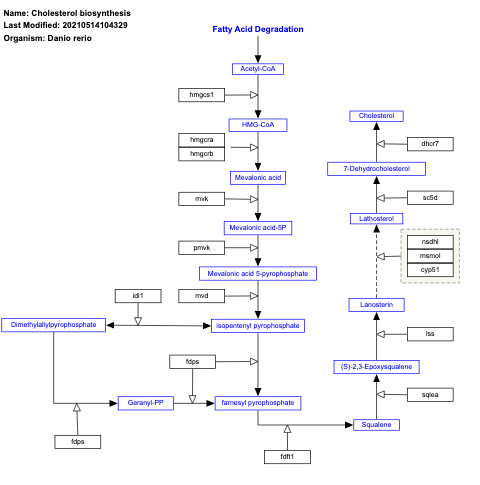 Name: Cholesterol biosynthesis
Last Modified: 20210514104329
Organism: Danio rerio
Fatty Acid Degradation
Acetyl-CoA
hmgcs1
HMG-CoA
hmgcra
hmgcrb
Mevalonic acid
mvk
Mevalonic acid-5P
pmvk
Mevalonic acid 5-pyrophosphate
idi1
mvd
Dimethylallylpyrophosphate
isopentenyl pyrophosphate
fdps
Geranyl-PP
farnesyl pyrophosphate
fdps
fdft1
Cholesterol
dhcr7
7-Dehydrocholesterol
sc5d
Lathosterol
nsdhl
msmol
cyp51
Lanosterin
lss
(S)-2,3-Epoxysqualene
sqlea
Squalene